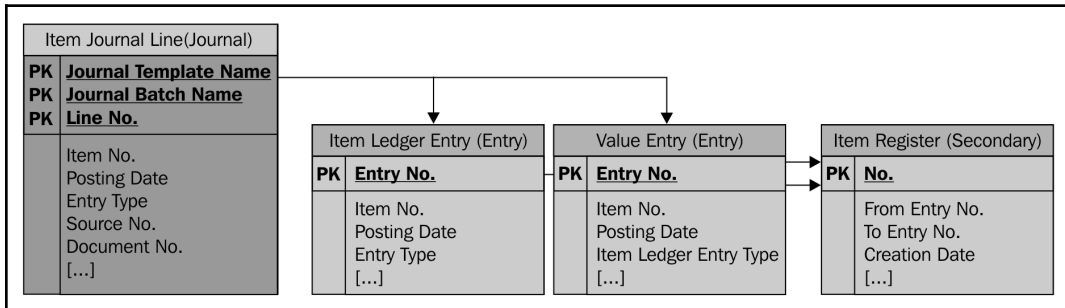 Item Journal Line(Journal)
PK Journal Template Name
PK Journal Batch Name
PK Line No.
Item No.
Posting Date
Entry Type
Source No.
Document No.
[...]
Item Ledger Entry (Entry)
PK Entry No.
Item No.
Posting Date
Entry Type
[...]
Value Entry (Entry)
PK Entry No.
Item No.
Posting Date
Item Ledger Entry Type
[...]
Item Register (Secondary)
PK No.
From Entry No.
To Entry No.
Creation Date
[...]